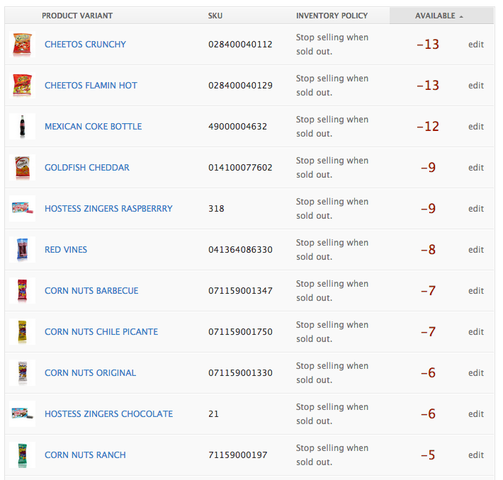 PRODUCT VARIANT SKU INVENTORY POLICY AVAILABLE
CHEETOS CRUNCHY 028400040112 Stop selling when sold out. -13 edit
CHEETOS FLAMIN HOT 028400040129 Stop selling when sold out. -13 edit
MEXICAN COKE BOTTLE 49000004632 Stop selling when sold out. -12 edit
GOLDFISH CHEDDAR 014100077602 Stop selling when sold out. -9 edit
HOSTESS ZINGERS RASPBERRRY 318 Stop selling when sold out. -9 edit
RED VINES 041364086330 Stop selling when sold out. -8 edit
CORN NUTS BARBECUE 071159001347 Stop selling when sold out. -7 edit
CORN NUTS CHILE PICANTE 071159001750 Stop selling when sold out. -7 edit
CORN NUTS ORIGINAL 071159001330 Stop selling when sold out. -6 edit
HOSTESS ZINGERS CHOCOLATE 21 Stop selling when sold out. -6 edit
CORN NUTS RANCH 71159000197 Stop selling when sold out. -5 edit